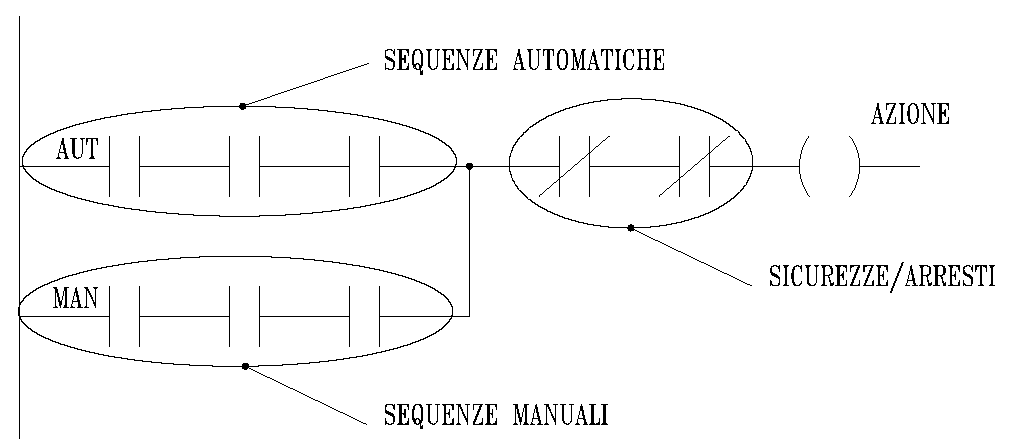 SEQUENZE AUTOMATICHE
AZIONE
AUT
SICUREZZE/ARRESTI
MAN
SEQUENZE MANUALI